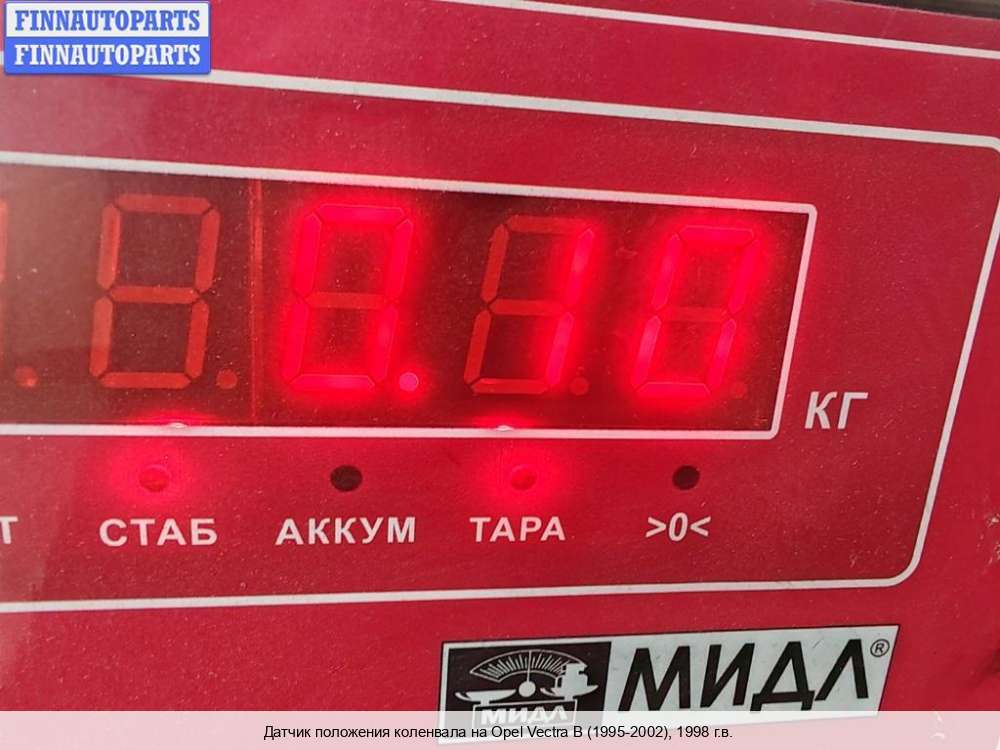 FINNAUTOPARTS
FINNAUTOPARTS
0.10
КГ
СТАБ АККУМ ТАРА >0<
МИДЛ®
МИДЛ
Датчик положения коленвала на Opel Vectra B (1995-2002), 1998 г.в.